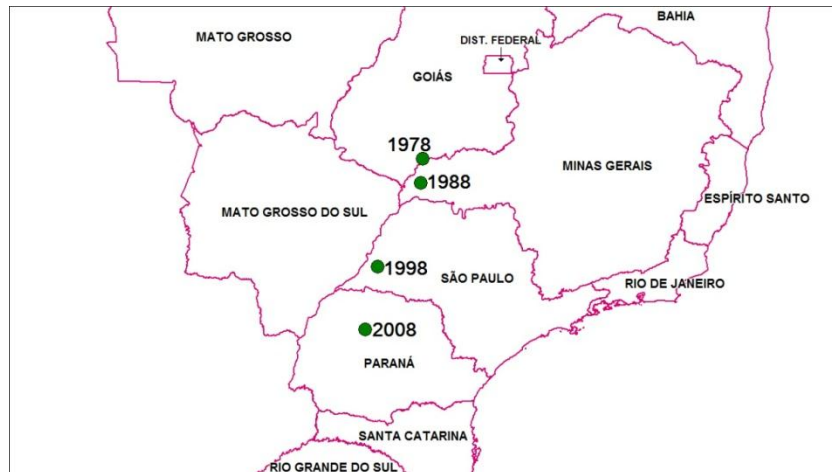 BAHIA
MATO GROSSO
DIST. FEDERAL
GOIÁS
1978
MINAS GERAIS
1988
ESPÍRITO SANTO
MATO GROSSO DO SUL
1998
SÃO PAULO
RIO DE JANEIRO
2008
PARANÁ
SANTA CATARINA
RIO GRANDE DO SUL